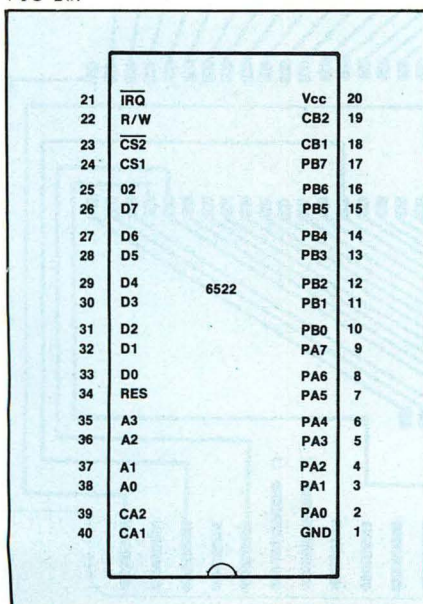 21 IRQ Vcc 20
22 R/W CB2 19
23 CS2 CB1 18
24 CS1 PB7 17
25 02 PB6 16
26 D7 PB5 15
27 D6 PB4 14
28 D5 PB3 13
29 D4 PB2 12
6522
30 D3 PB1 11
31 D2 PB0 10
32 D1 PA7 9
33 D0 PA6 8
34 RES PA5 7
35 A3 PA4 6
36 A2 PA3 5
37 A1 PA2 4
38 A0 PA1 3
39 CA2 PA0 2
40 CA1 GND 1